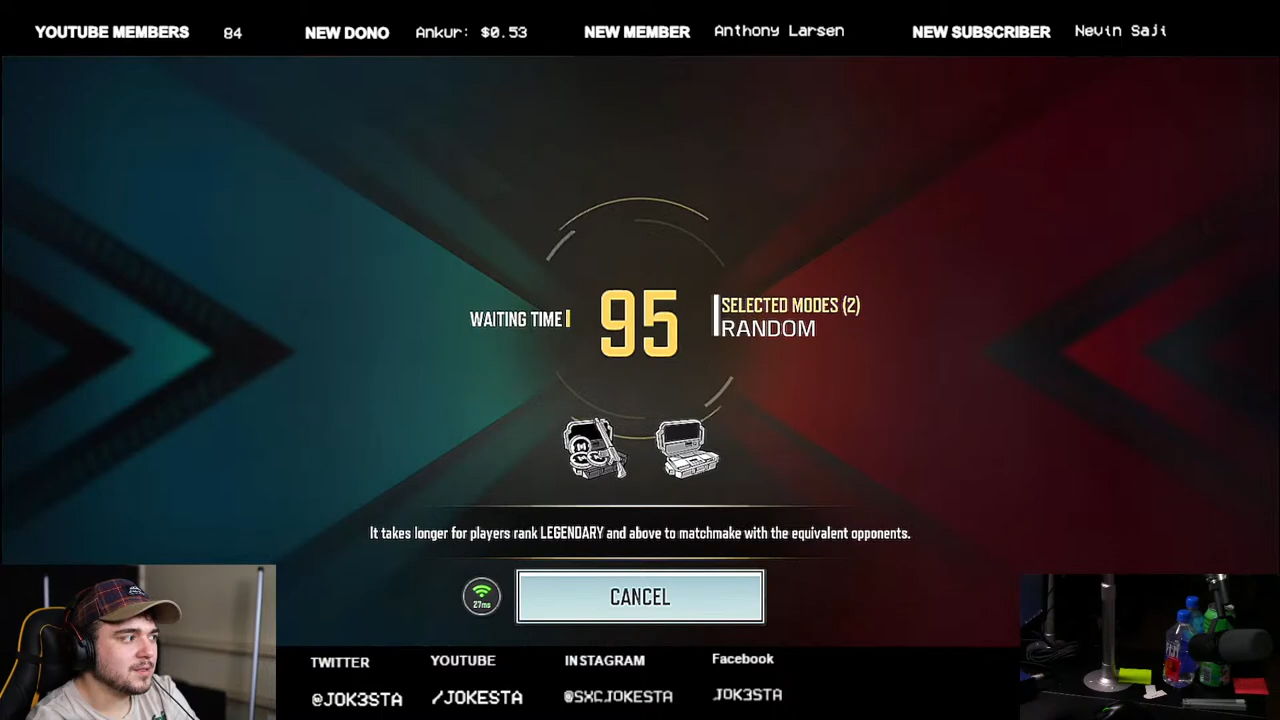 YOUTUBE MEMBERS 84 NEW DONO Ankur: $0.53 NEW MEMBER Anthony Larsen NEW SUBSCRIBER Nevin Saji
WAITING TIME 95 SELECTED MODES (2)
RANDOM
It takes longer for players rank LEGENDARY and above to matchmake with the equivalent opponents.
27ms CANCEL
TWITTER YOUTUBE INSTAGRAM Facebook
@JOK3STA /JOKESTA @SXCJOKESTA JOK3STA